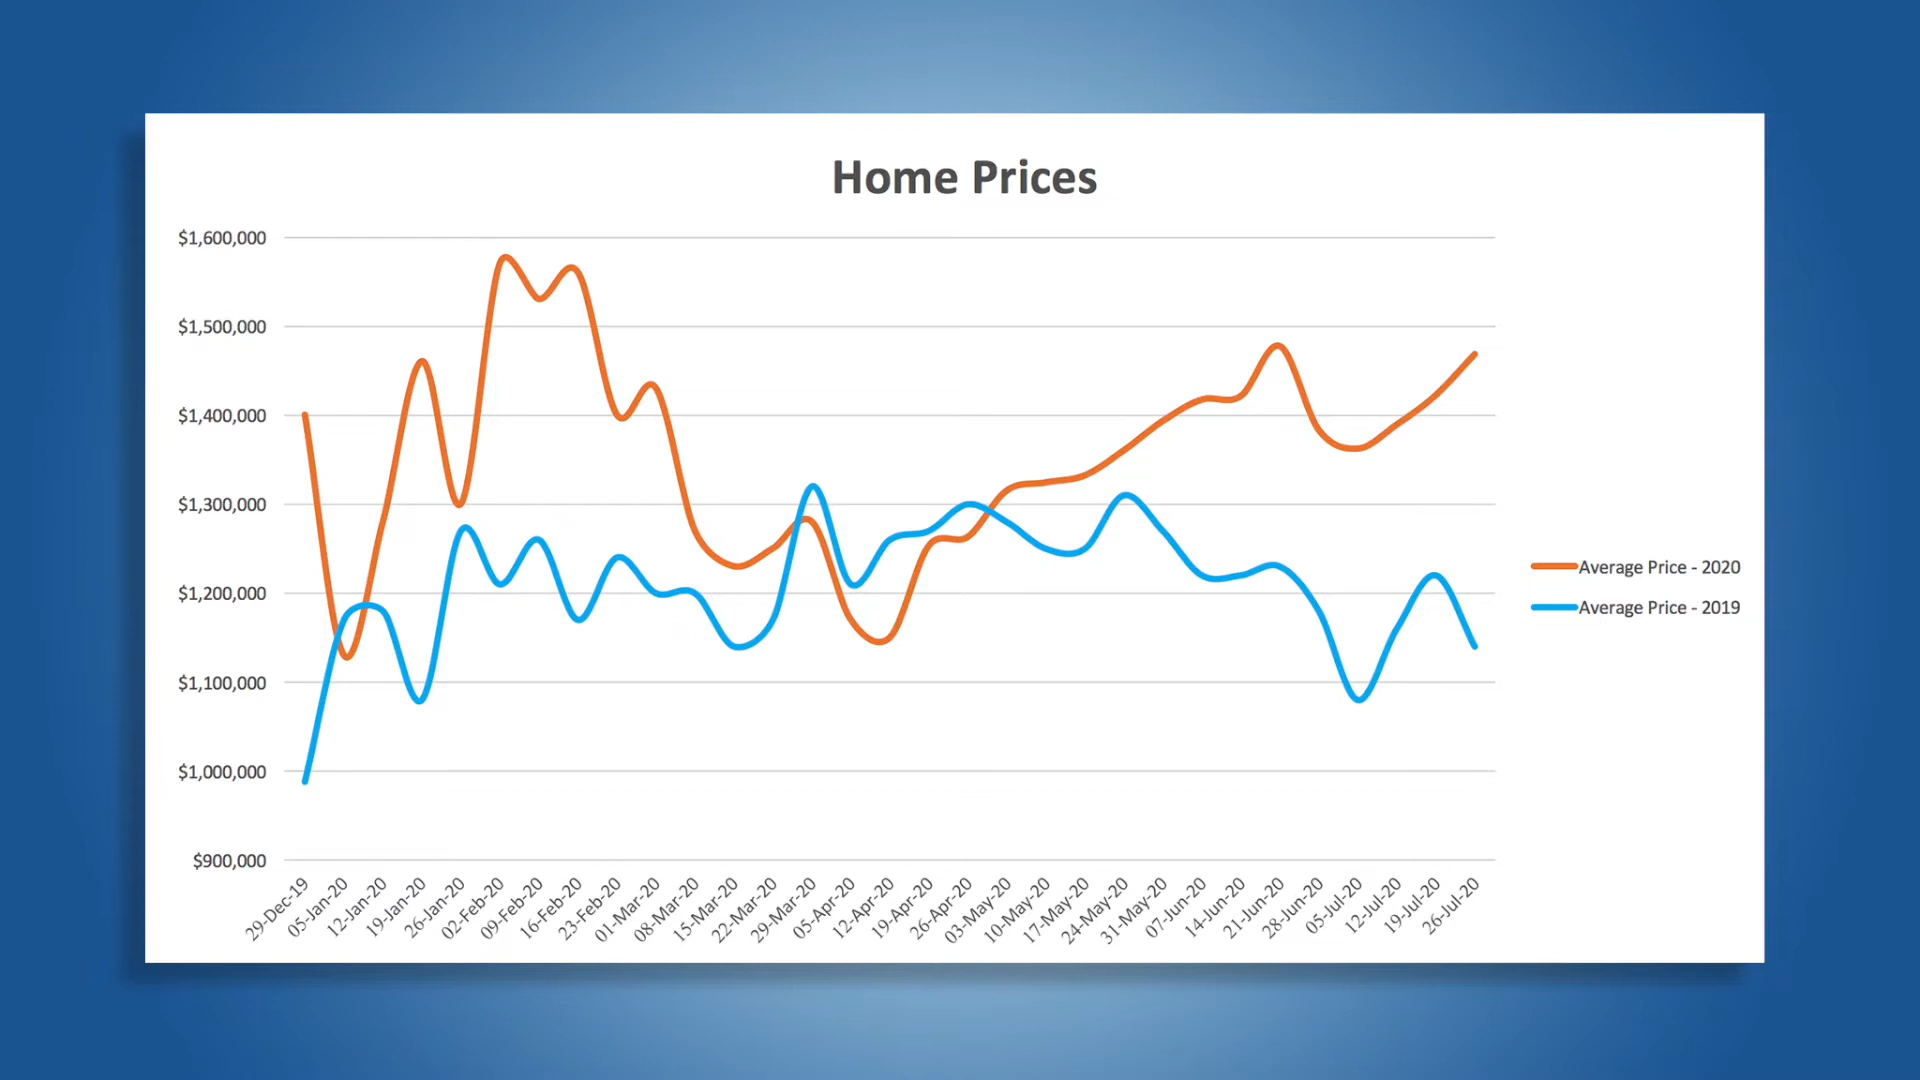 Home Prices
$1,600,000
$1,500,000
$1,400,000
$1,300,000
$1,200,000
$1,100,000
$1,000,000
$900,000
29-Dec-19
05-Jan-20
12-Jan-20
19-Jan-20
26-Jan-20
02-Feb-20
09-Feb-20
16-Feb-20
23-Feb-20
01-Mar-20
08-Mar-20
15-Mar-20
22-Mar-20
29-Mar-20
05-Apr-20
12-Apr-20
19-Apr-20
26-Apr-20
03-May-20
10-May-20
17-May-20
24-May-20
31-May-20
07-Jun-20
14-Jun-20
21-Jun-20
28-Jun-20
05-Jul-20
12-Jul-20
19-Jul-20
26-Jul-20
Average Price - 2020
Average Price - 2019